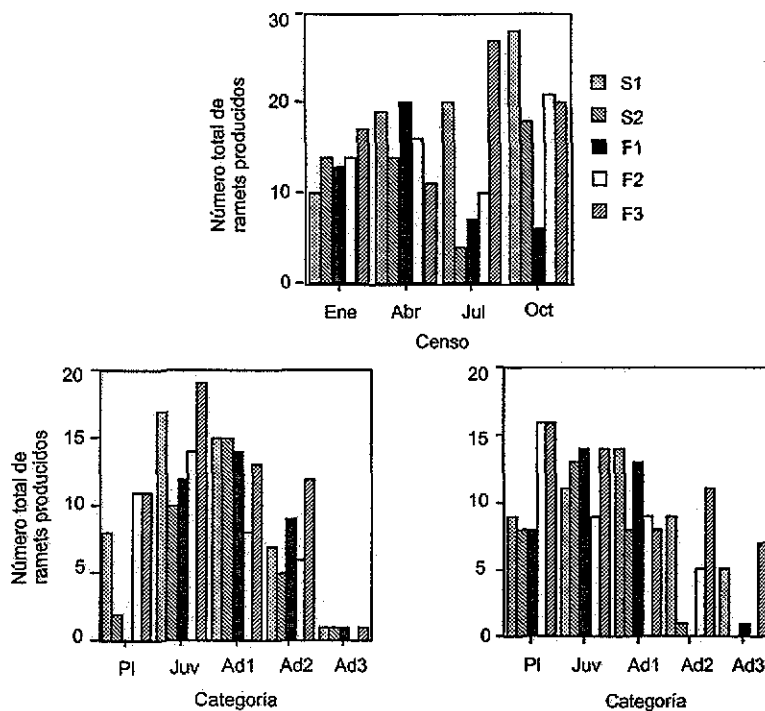 Número total de
ramets producidos
30
20
10
0
Ene Abr Jul Oct
Censo
S1
S2
F1
F2
F3
Número total de
ramets producidos
20
15
10
5
0
Pl Juv Ad1 Ad2 Ad3
Categoría
20
15
10
5
0
Pl Juv Ad1 Ad2 Ad3
Categoría